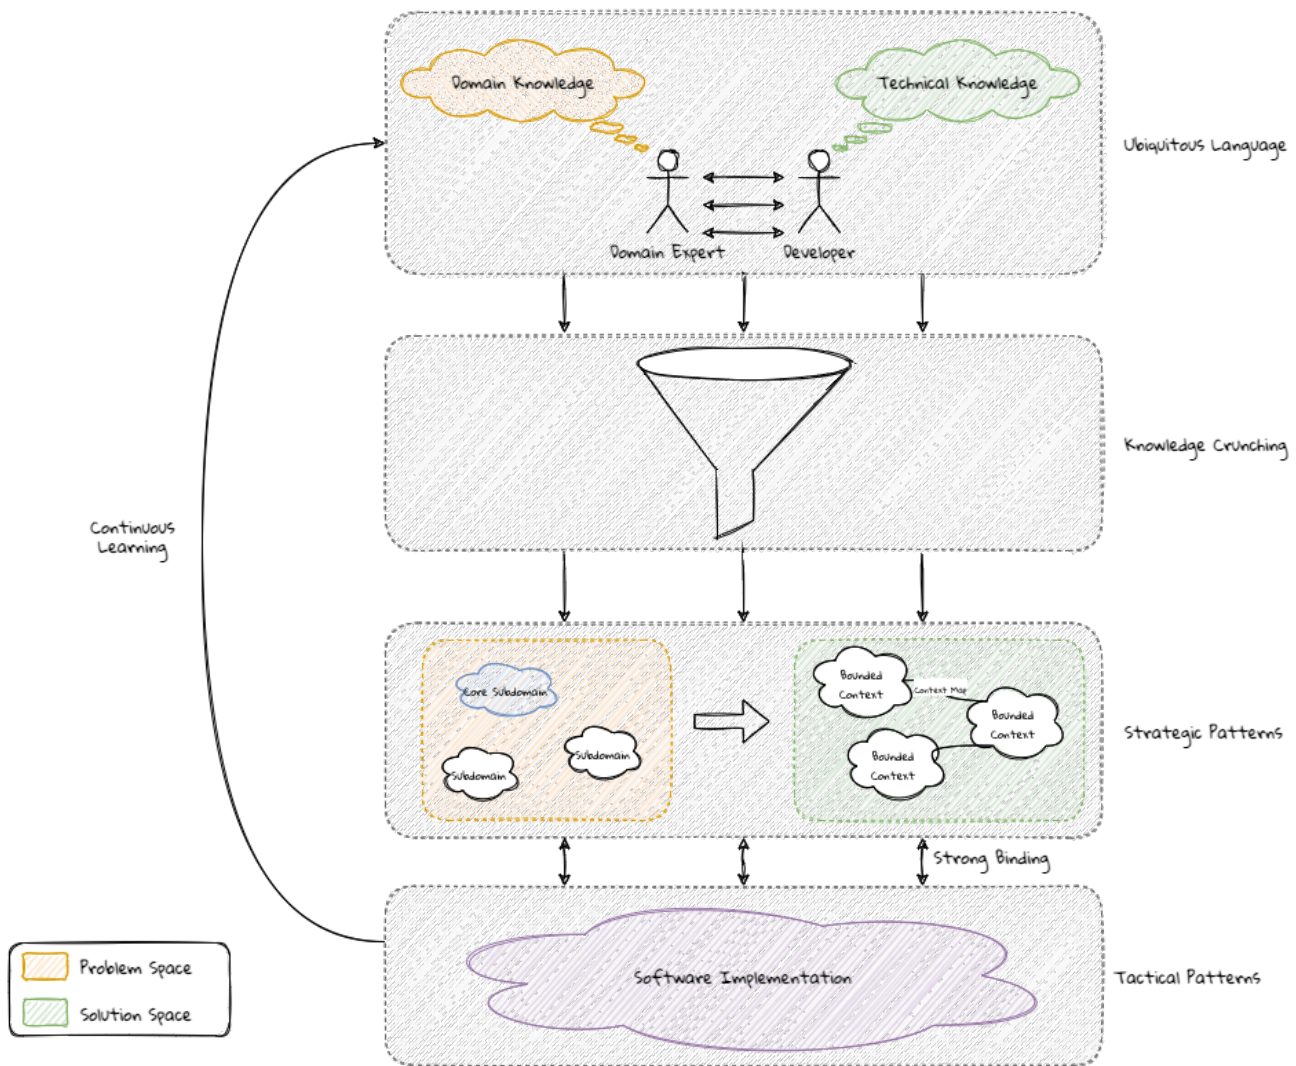 Domain Knowledge
Technical Knowledge
Ubiquitous Language
Domain Expert
Developer
Knowledge Crunching
Continuous
Learning
Core Subdomain
Subdomain
Subdomain
Bounded
Context
Context Map
Bounded
Context
Bounded
Context
Strategic Patterns
Strong Binding
Software Implementation
Tactical Patterns
Problem Space
Solution Space